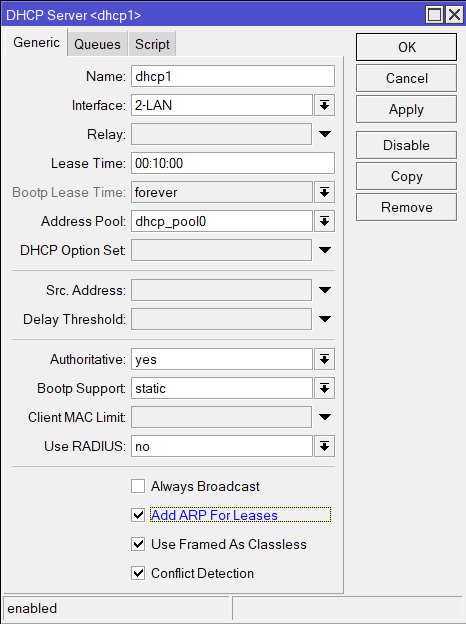 DHCP Server <dhcp1>
Generic Queues Script
Name: dhcp1
Interface: 2-LAN
Relay:
Lease Time: 00:10:00
Bootp Lease Time: forever
Address Pool: dhcp_pool0
DHCP Option Set:
Src. Address:
Delay Threshold:
Authoritative: yes
Bootp Support: static
Client MAC Limit:
Use RADIUS: no
Always Broadcast
Add ARP For Leases
Use Framed As Classless
Conflict Detection
OK
Cancel
Apply
Disable
Copy
Remove
enabled